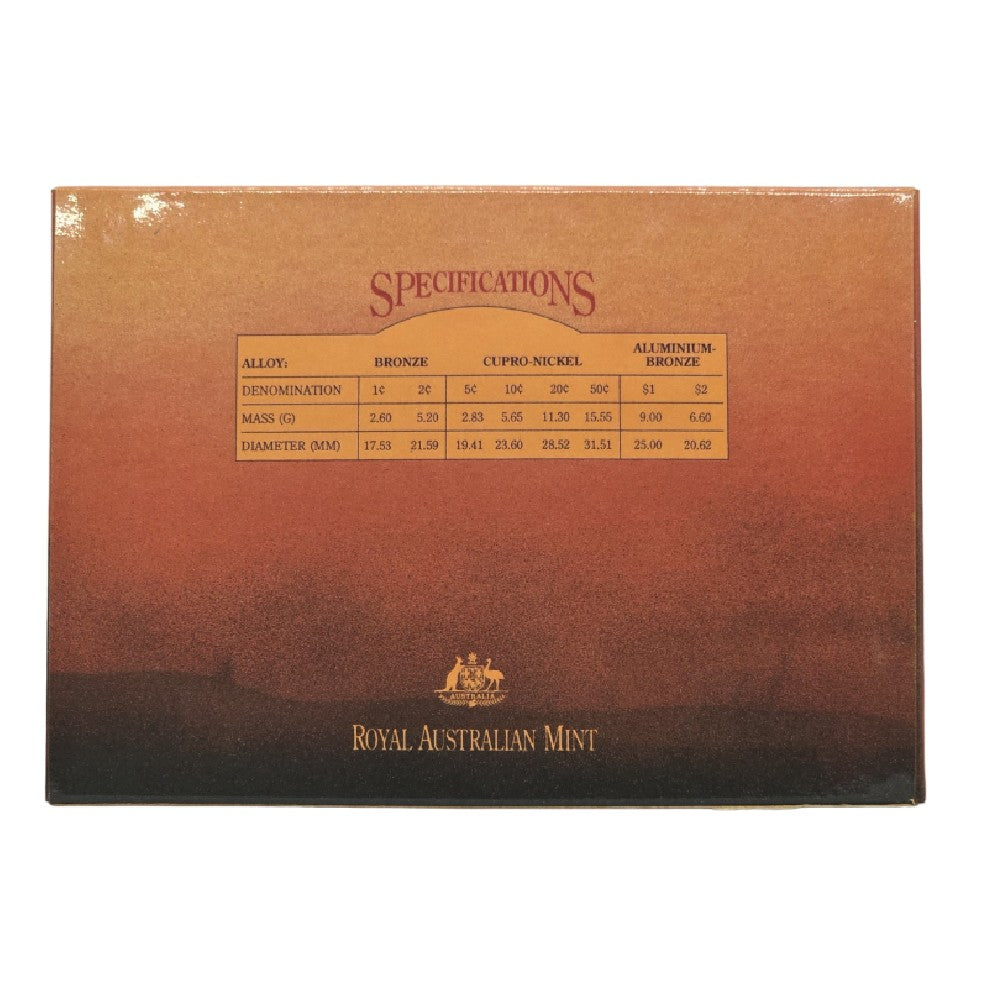 SPECIFICATIONS
ALLOY: BRONZE CUPRO-NICKEL ALUMINIUM-BRONZE
DENOMINATION 1¢ 2¢ 5¢ 10¢ 20¢ 50¢ $1 $2
MASS (G) 2.60 5.20 2.83 5.65 11.30 15.55 9.00 6.60
DIAMETER (MM) 17.53 21.59 19.41 23.60 28.52 31.51 25.00 20.62
AUSTRALIA
ROYAL AUSTRALIAN MINT